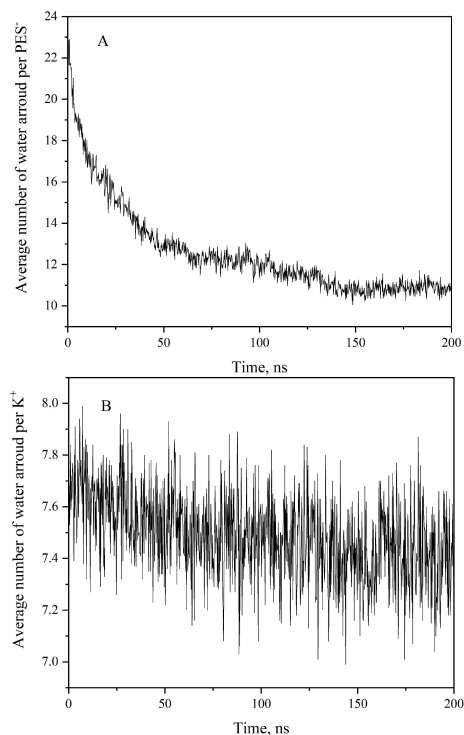 Average number of water arroud per PES⁻
24
22
20
18
16
14
12
10
A
0 50 100 150 200
Time, ns
Average number of water arroud per K⁺
8.0
7.8
7.6
7.4
7.2
7.0
B
0 50 100 150 200
Time, ns